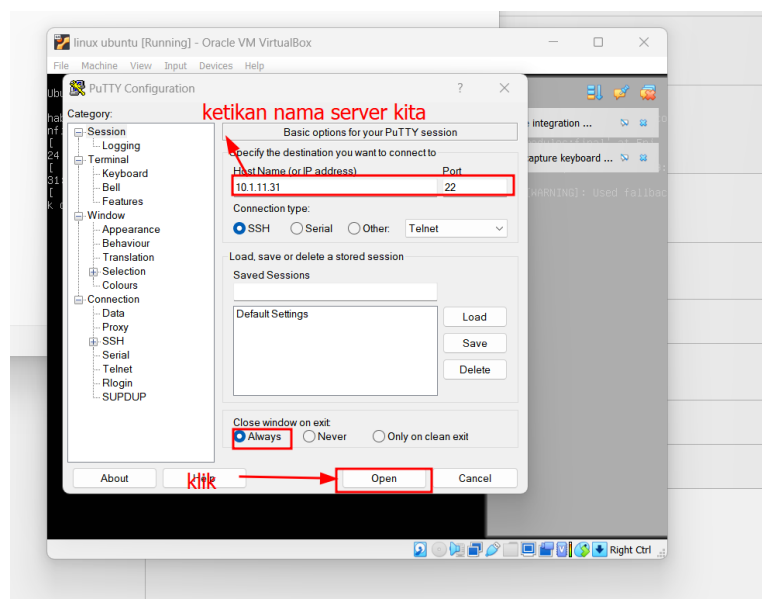 linux ubuntu [Running] - Oracle VM VirtualBox
File Machine View Input Devices Help
PuTTY Configuration ? ×
Category:
Session
Logging
Terminal
Keyboard
Bell
Features
Window
Appearance
Behaviour
Translation
Selection
Colours
Connection
Data
Proxy
SSH
Serial
Telnet
Rlogin
SUPDUP
ketikan nama server kita
Basic options for your PuTTY session
Specify the destination you want to connect to
Host Name (or IP address) Port
10.1.11.31 22
Connection type:
SSH Serial Other: Telnet
Load, save or delete a stored session
Saved Sessions
Default Settings
Load
Save
Delete
Close window on exit:
Always Never Only on clean exit
About Help Open Cancel
klik
integration ...
apture keyboard ...
[WARNING]: Used fallbac
Right Ctrl